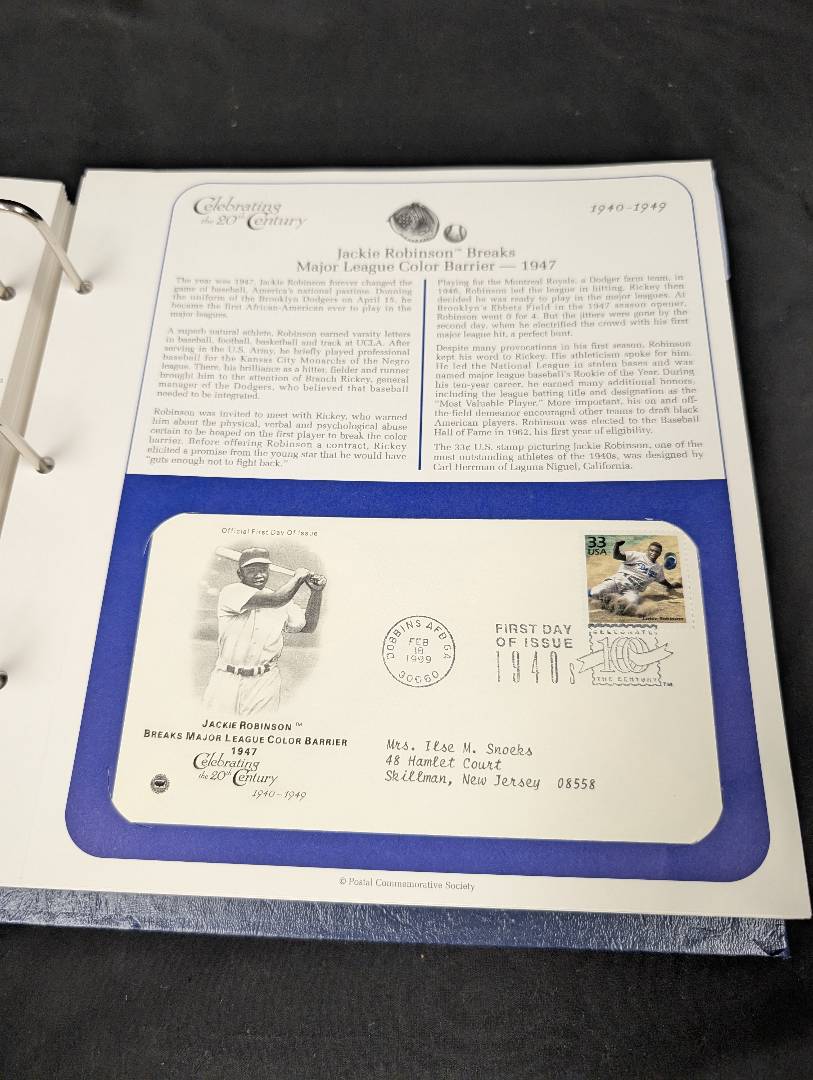 Celebrating
the 20th Century
1940-1949
Jackie Robinson™ Breaks
Major League Color Barrier — 1947
The year was 1947. Jackie Robinson forever changed the
game of baseball, America's national pastime. Donning
the uniform of the Brooklyn Dodgers on April 15, he
became the first African-American ever to play in the
major leagues.
A superb natural athlete, Robinson earned varsity letters
in baseball, football, basketball and track at UCLA. After
serving in the U.S. Army, he briefly played professional
baseball for the Kansas City Monarchs of the Negro
league. There, his brilliance as a hitter, fielder and runner
brought him to the attention of Branch Rickey, general
manager of the Dodgers, who believed that baseball
needed to be integrated.
Robinson was invited to meet with Rickey, who warned
him about the physical, verbal and psychological abuse
certain to be heaped on the first player to break the color
barrier. Before offering Robinson a contract, Rickey
elicited a promise from the young star that he would have
"guts enough not to fight back."
Playing for the Montreal Royals, a Dodger farm team, in
1946, Robinson led the league in hitting. Rickey then
decided he was ready to play in the major leagues. At
Brooklyn's Ebbets Field in the 1947 season opener,
Robinson went 0 for 4. But the jitters were gone by the
second day, when he electrified the crowd with his first
major league hit, a perfect bunt.
Despite many provocations in his first season, Robinson
kept his word to Rickey. His athleticism spoke for him.
He led the National League in stolen bases and was
named major league baseball's Rookie of the Year. During
his ten-year career, he earned many additional honors,
including the league batting title and designation as the
"Most Valuable Player." More important, his on and off-
the-field demeanor encouraged other teams to draft black
American players. Robinson was elected to the Baseball
Hall of Fame in 1962, his first year of eligibility.
The 33¢ U.S. stamp picturing Jackie Robinson, one of the
most outstanding athletes of the 1940s, was designed by
Carl Herrman of Laguna Niguel, California.
Official First Day Of Issue
33
USA
Jackie Robinson
DOBBINS AFB GA
FEB
18
1999
30060
FIRST DAY
OF ISSUE
1940s
CELEBRATE
100
THE CENTURY
TM
JACKIE ROBINSON™
BREAKS MAJOR LEAGUE COLOR BARRIER
1947
Celebrating
the 20th Century
1940-1949
Mrs. Ilse M. Snoeks
48 Hamlet Court
Skillman, New Jersey 08558
© Postal Commemorative Society